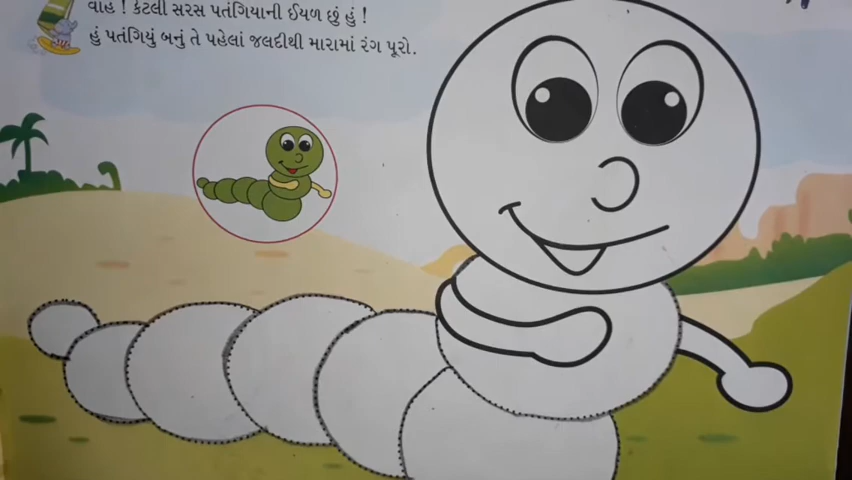 વાહ ! કેટલી સરસ પતંગિયાની ઈયળ છું હું !
હું પતંગિયું બનું તે પહેલાં જલદીથી મારામાં રંગ પૂરો.